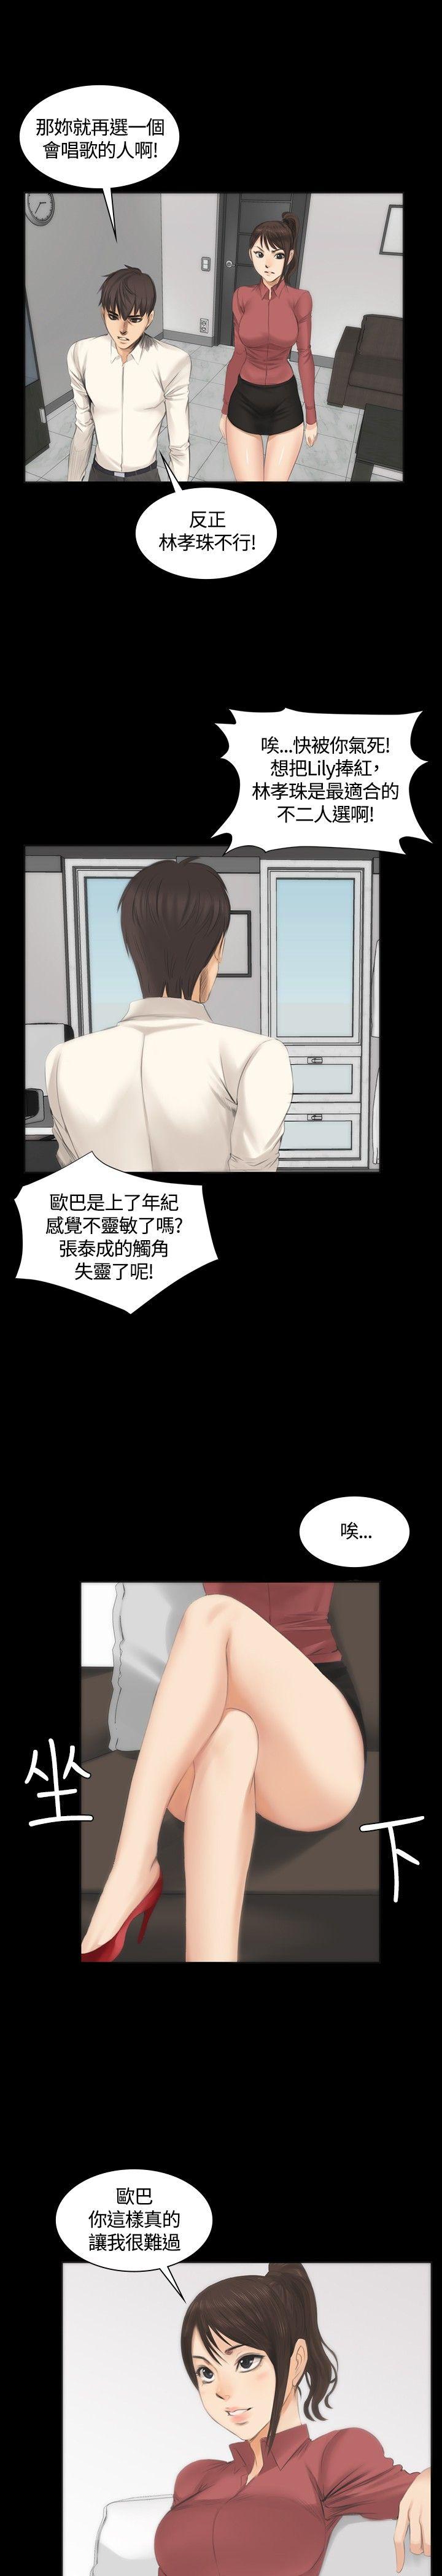 那妳就再選一個
會唱歌的人啊!
反正
林孝珠不行!
唉...快被你氣死!
想把Lily捧紅,
林孝珠是最適合的
不二人選啊!
歐巴是上了年紀
感覺不靈敏了嗎?
張泰成的觸角
失靈了呢!
唉...
坐下
歐巴
你這樣真的
讓我很難過